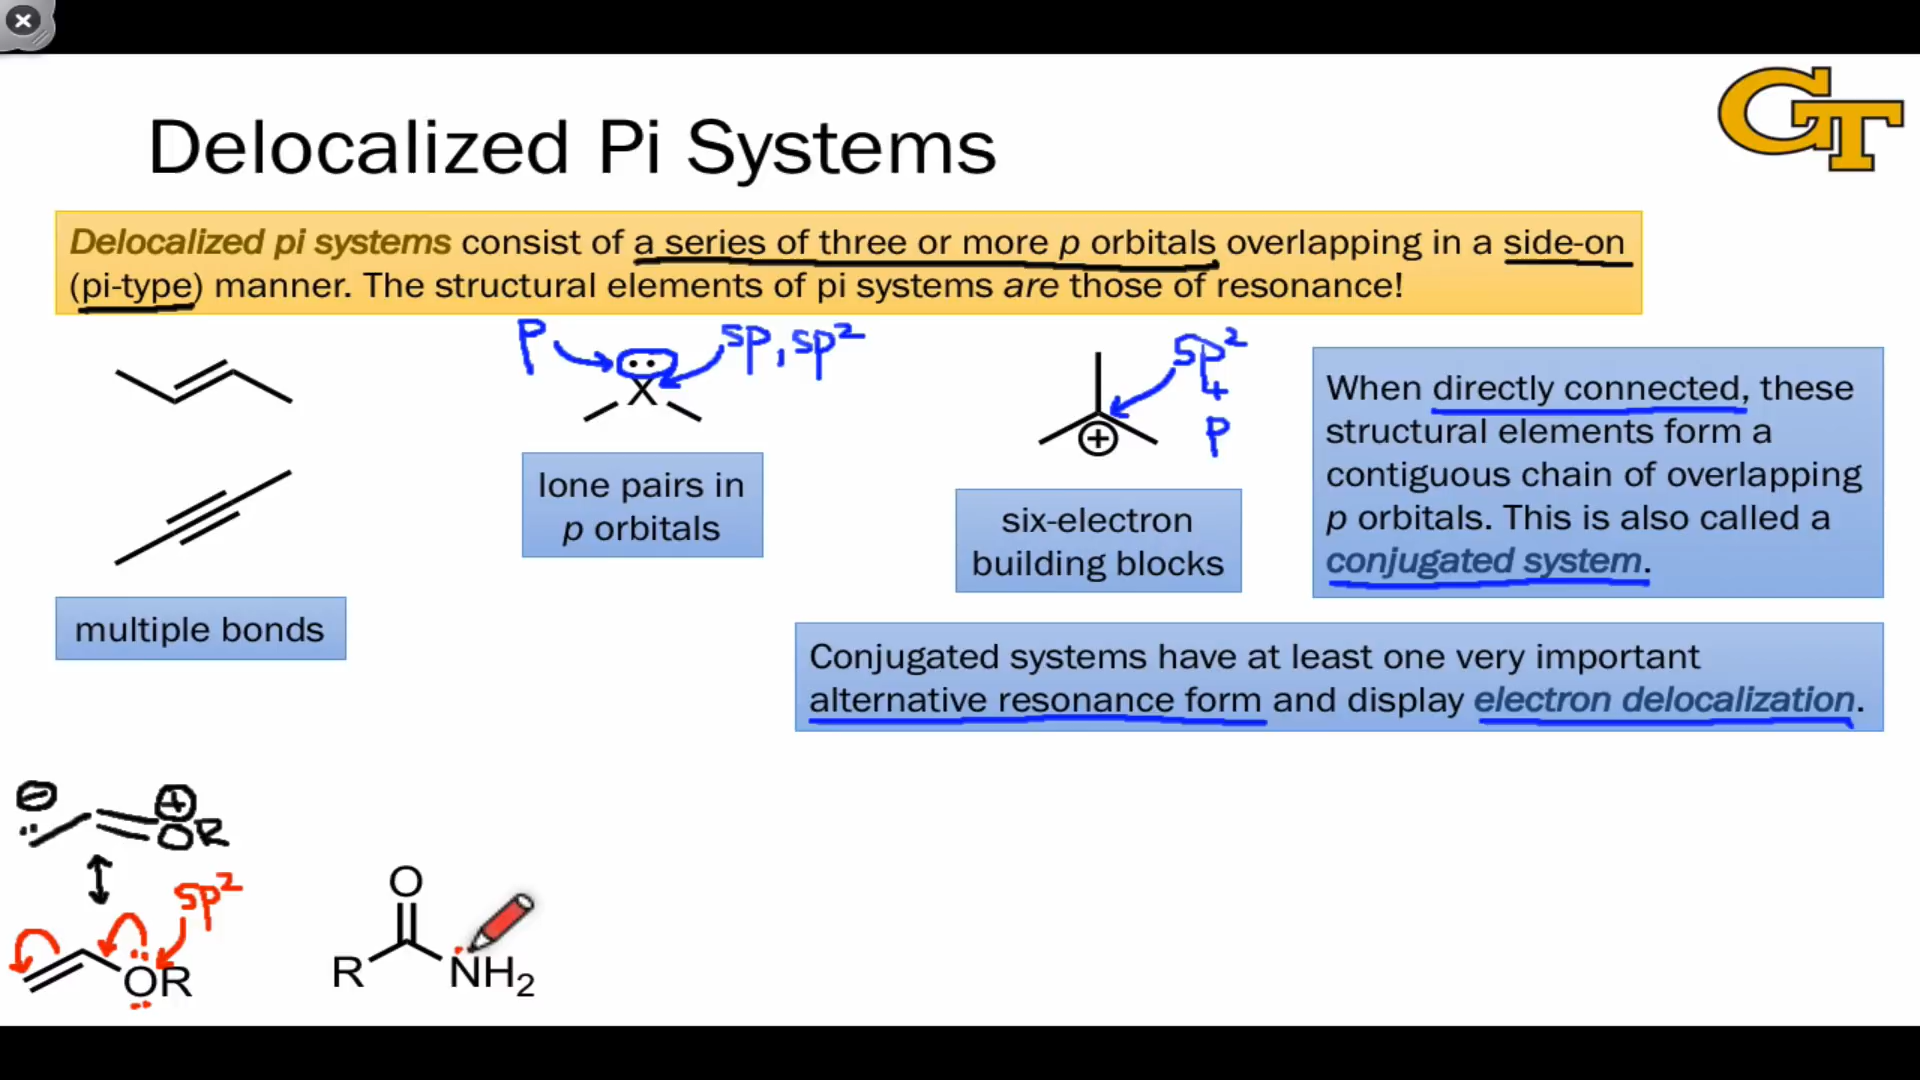 GT
Delocalized Pi Systems
Delocalized pi systems consist of a series of three or more p orbitals overlapping in a side-on
(pi-type) manner. The structural elements of pi systems are those of resonance!
p
sp, sp²
X
lone pairs in
p orbitals
sp²
+
p
+
six-electron
building blocks
When directly connected, these
structural elements form a
contiguous chain of overlapping
p orbitals. This is also called a
conjugated system.
multiple bonds
Conjugated systems have at least one very important
alternative resonance form and display electron delocalization.
−
+
OR
sp²
OR
O
R
NH₂